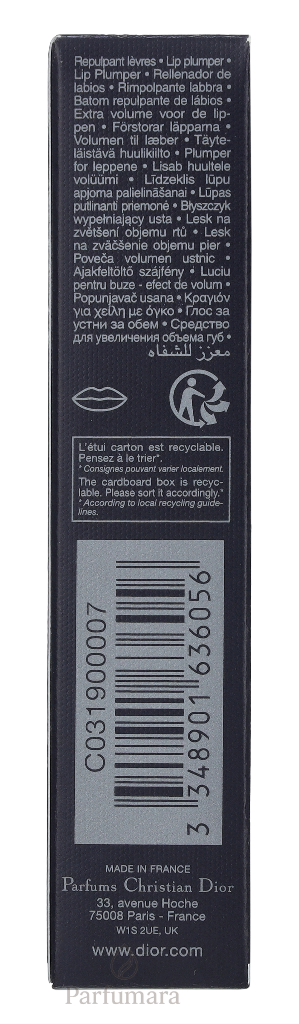 Repulpant lèvres • Lip plumper •
Lip Plumper • Rellenador de
labios • Rimpolpante labbra •
Batom repulpante de lábios •
Extra volume voor de lip-
pen • Förstorar läpparna •
Volumen til læber • Täyte-
läistävä huulikiilto • Plumper
for leppene • Lisab huultele
volüümi • Līdzeklis lūpu
apjoma palielināšanai • Lūpas
putlinanti priemonė • Błyszczyk
wypełniający usta • Lesk na
zvětšení objemu rtů • Lesk
na zväčšenie objemu pier •
Poveča volumen ustnic •
Ajakfeltöltő szájfény • Luciu
pentru buze - efect de volum •
Popunjavač usana • Κραγιόν
για χείλη με όγκο • Глос за
устни за обем • Средство
для увеличения объема губ •
معزز للشفاه
L'étui carton est recyclable.
Pensez à le trier*.
* Consignes pouvant varier localement.
The cardboard box is recyc-
lable. Please sort it accordingly.*
* According to local recycling guide-
lines.
C031900007
3 348901 636056
MADE IN FRANCE
Parfums Christian Dior
33, avenue Hoche
75008 Paris - France
W1S 2UE, UK
www.dior.com
Parfumara